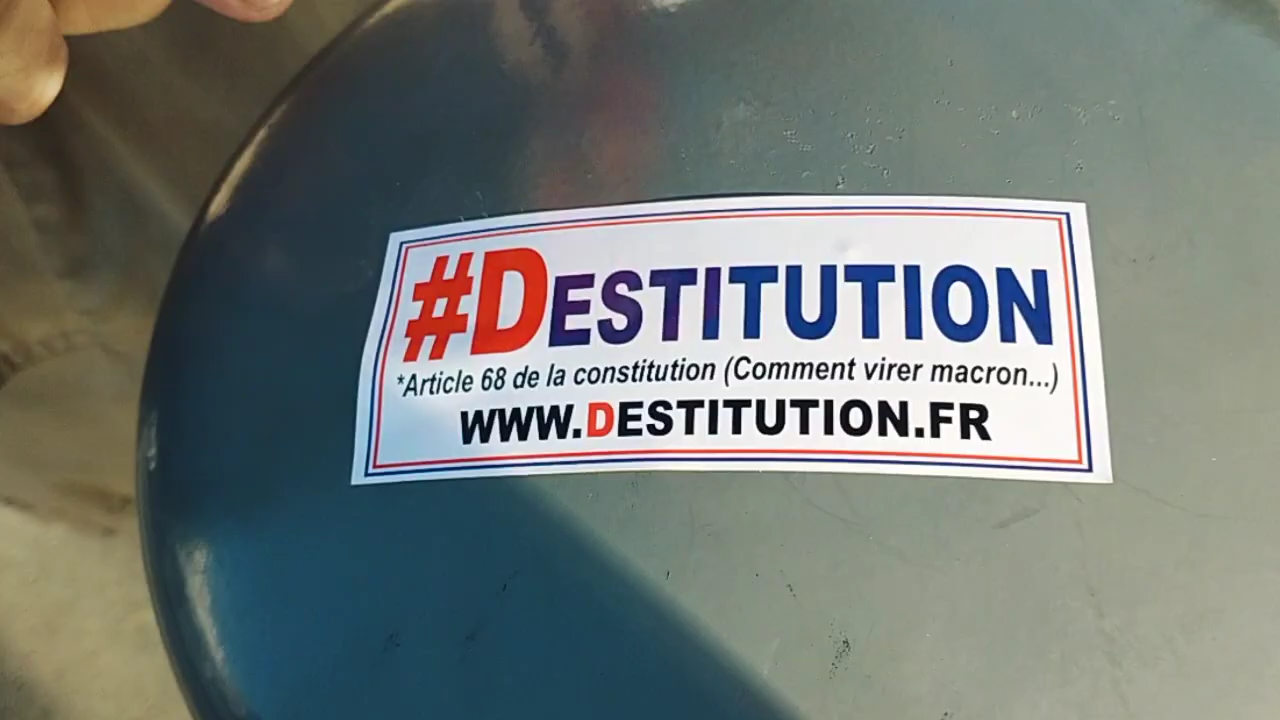 #DESTITUTION
*Article 68 de la constitution (Comment virer macron...)
WWW.DESTITUTION.FR